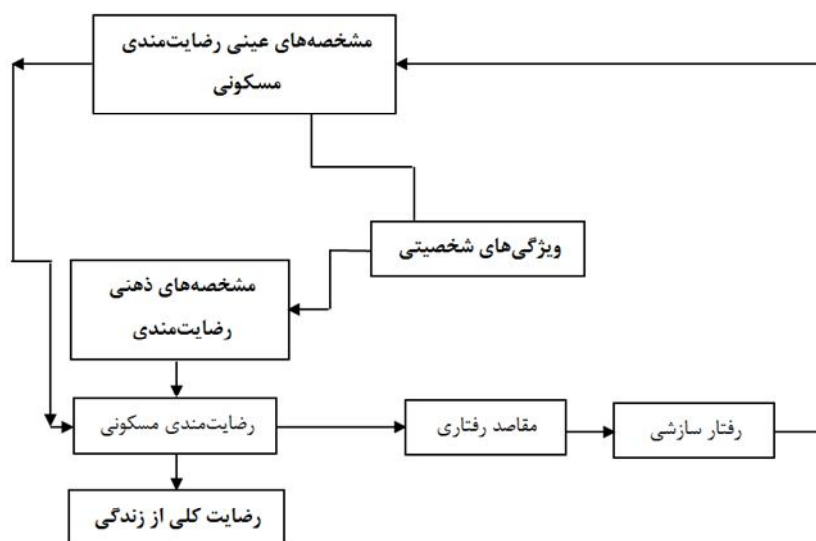 مشخصه‌های عینی رضایت‌مندی
مسکونی
ویژگی‌های شخصیتی
مشخصه‌های ذهنی
رضایت‌مندی
رضایت‌مندی مسکونی
مقاصد رفتاری
رفتار سازشی
رضایت کلی از زندگی